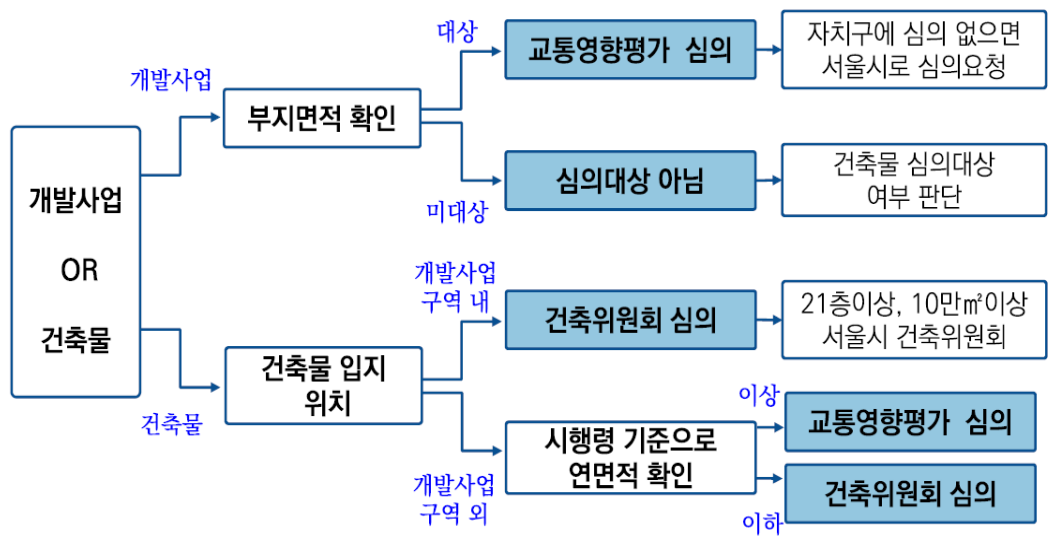 개발사업
OR
건축물
개발사업
부지면적 확인
대상
교통영향평가 심의
자치구에 심의 없으면
서울시로 심의요청
미대상
심의대상 아님
건축물 심의대상
여부 판단
건축물
건축물 입지
위치
개발사업
구역 내
건축위원회 심의
21층이상, 10만㎡이상
서울시 건축위원회
개발사업
구역 외
시행령 기준으로
연면적 확인
이상
교통영향평가 심의
이하
건축위원회 심의